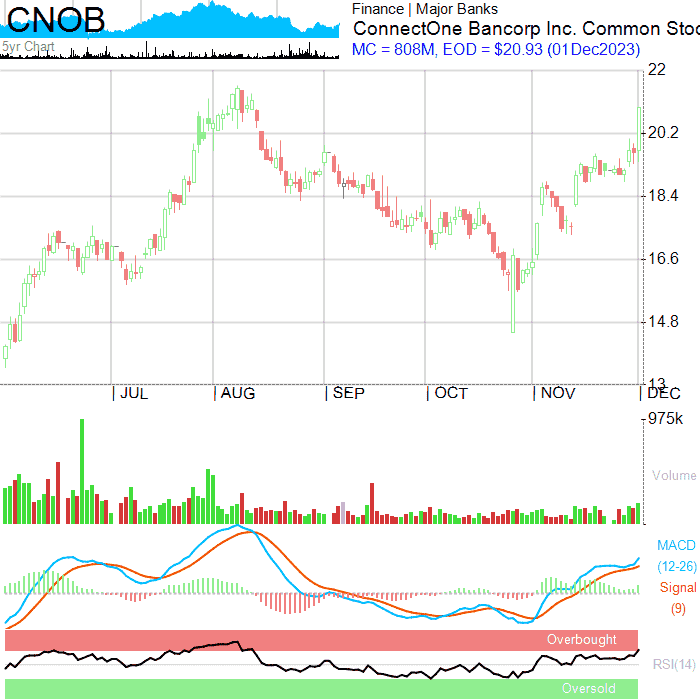 CNOB
5yr Chart
Finance | Major Banks
ConnectOne Bancorp Inc. Common Stoc
MC = 808M, EOD = $20.93 (01Dec2023)
22
20.2
18.4
16.6
14.8
13
JUL AUG SEP OCT NOV DEC
975k
Volume
MACD
(12-26)
Signal
(9)
Overbought
RSI(14)
Oversold